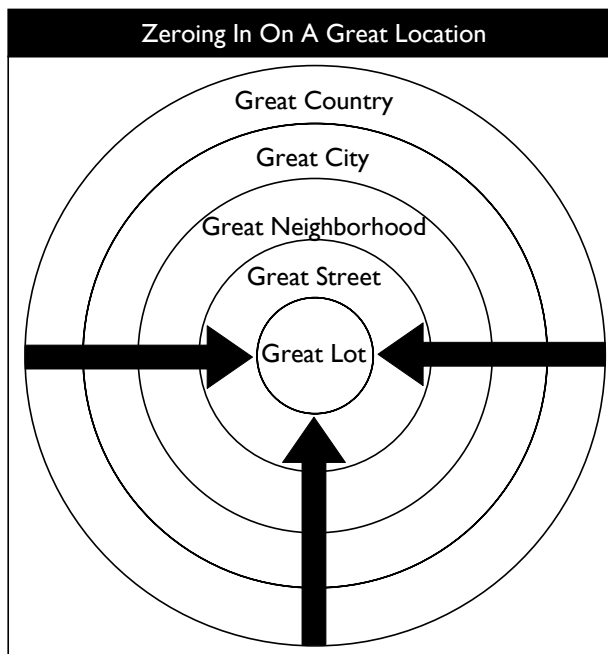 Zeroing In On A Great Location
Great Country
Great City
Great Neighborhood
Great Street
Great Lot